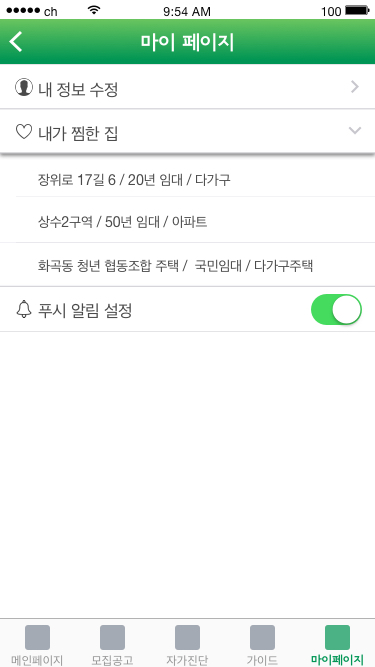 ch 9:54 AM 100
마이 페이지
내 정보 수정
내가 찜한 집
장위로 17길 6 / 20년 임대 / 다가구
상수2구역 / 50년 임대 / 아파트
화곡동 청년 협동조합 주택 / 국민임대 / 다가구주택
푸시 알림 설정
메인페이지 모집공고 자가진단 가이드 마이페이지